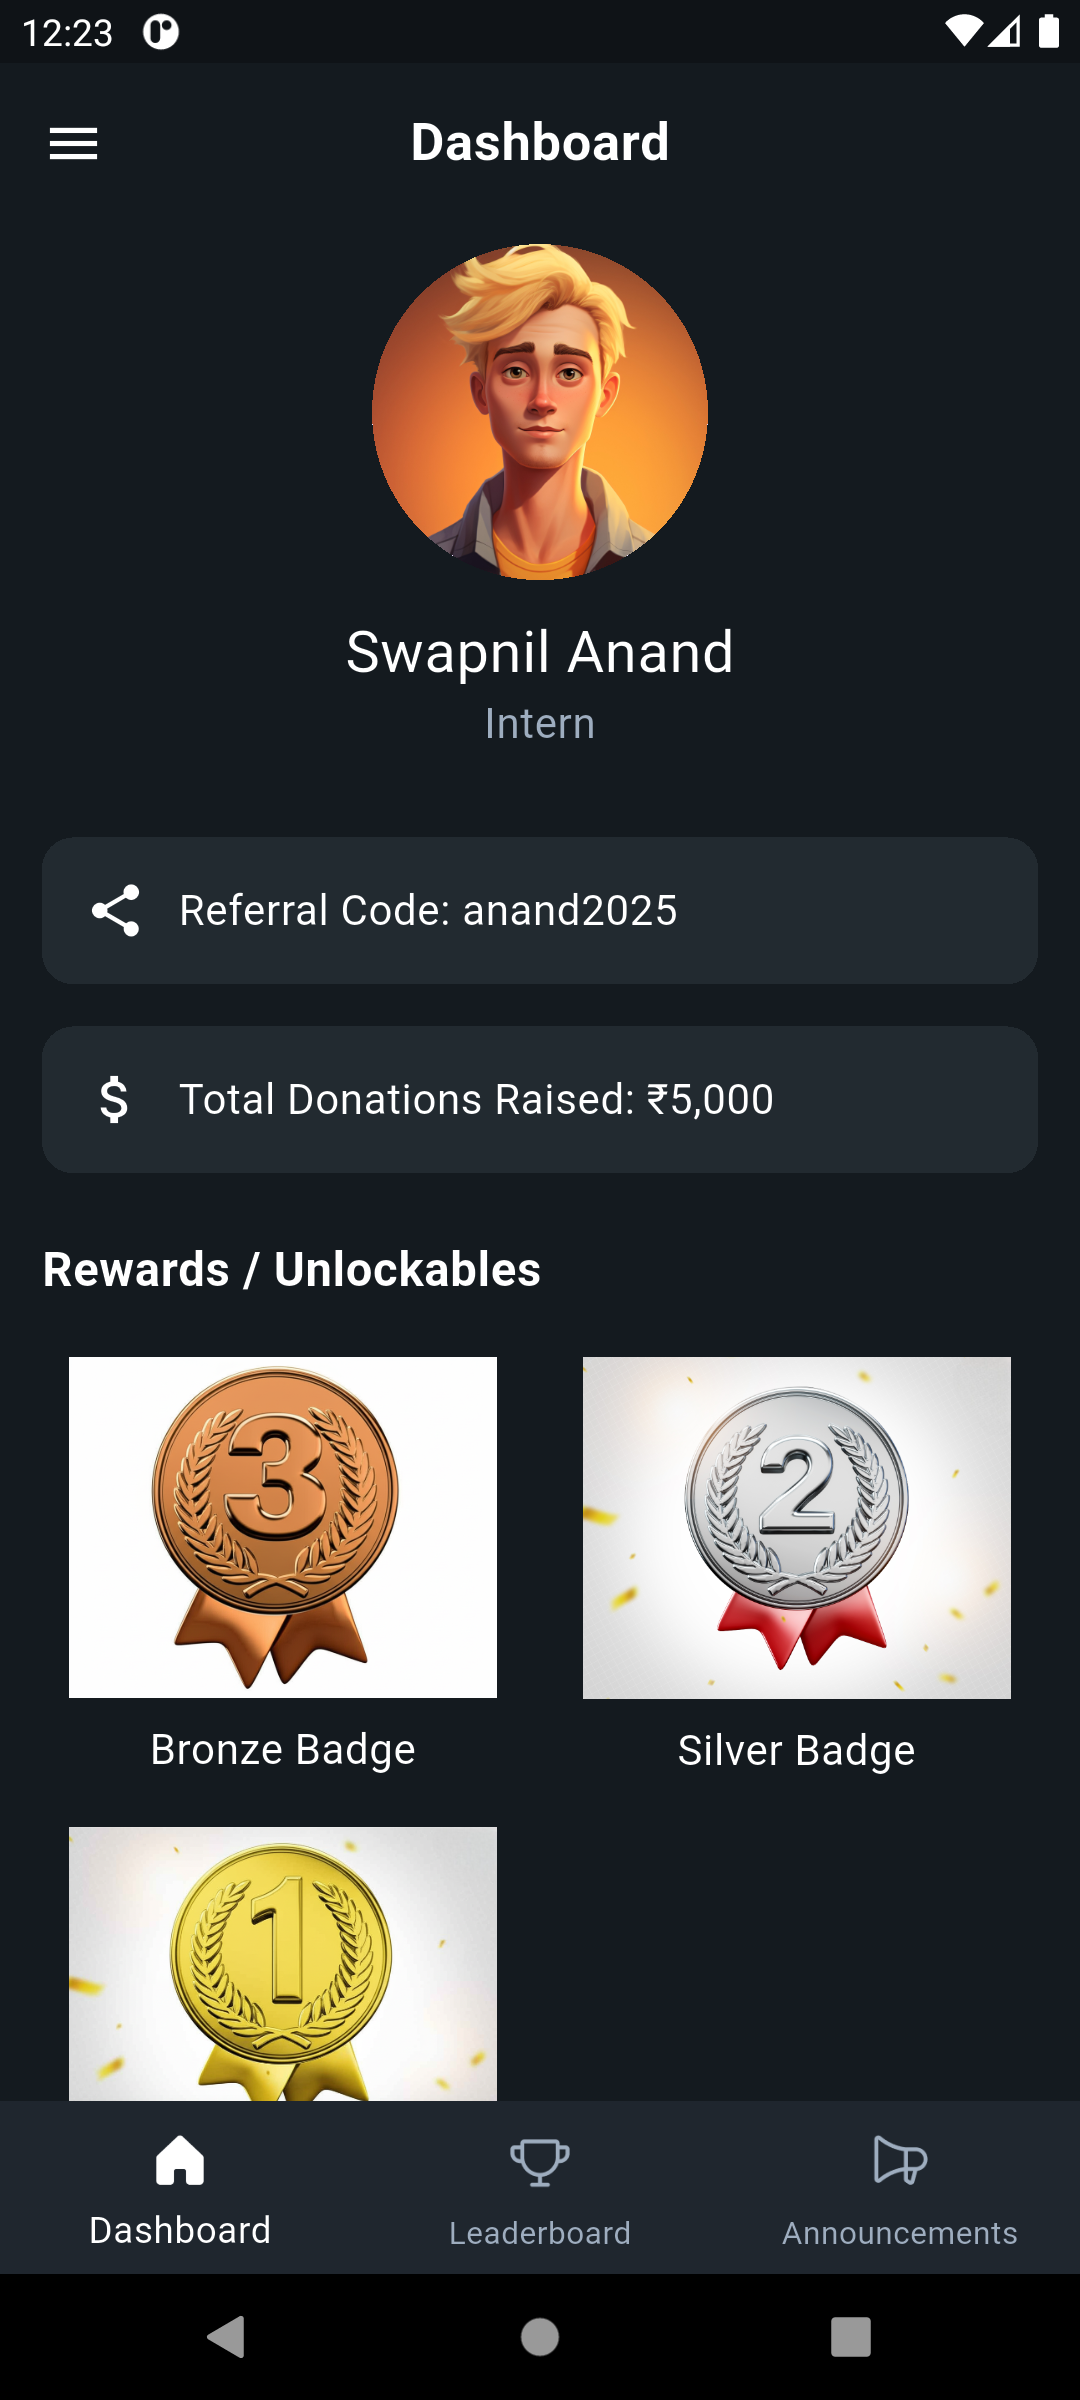 12:23
Dashboard
Swapnil Anand
Intern
Referral Code: anand2025
$ Total Donations Raised: ₹5,000
Rewards / Unlockables
3
2
Bronze Badge
Silver Badge
1
Dashboard
Leaderboard
Announcements